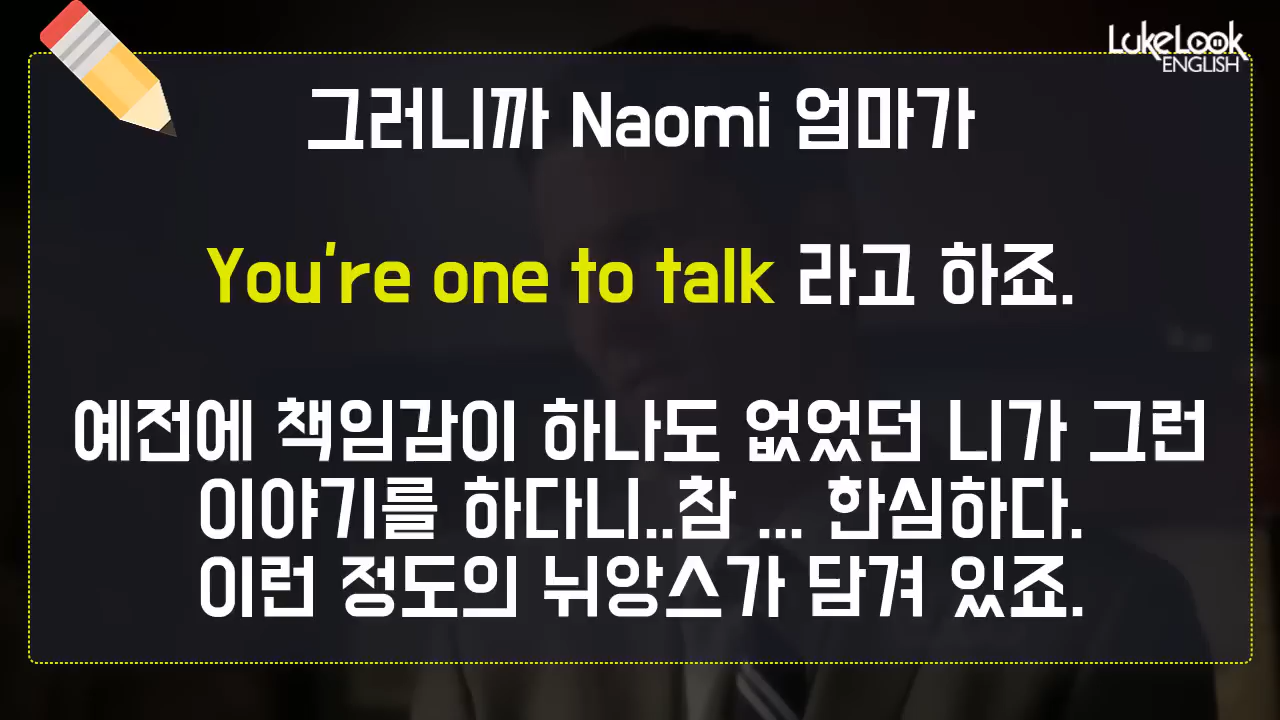 LukeLook
ENGLISH
그러니까 Naomi 엄마가
You're one to talk 라고 하죠.
예전에 책임감이 하나도 없었던 니가 그런
이야기를 하다니..참 ... 한심하다.
이런 정도의 뉘앙스가 담겨 있죠.